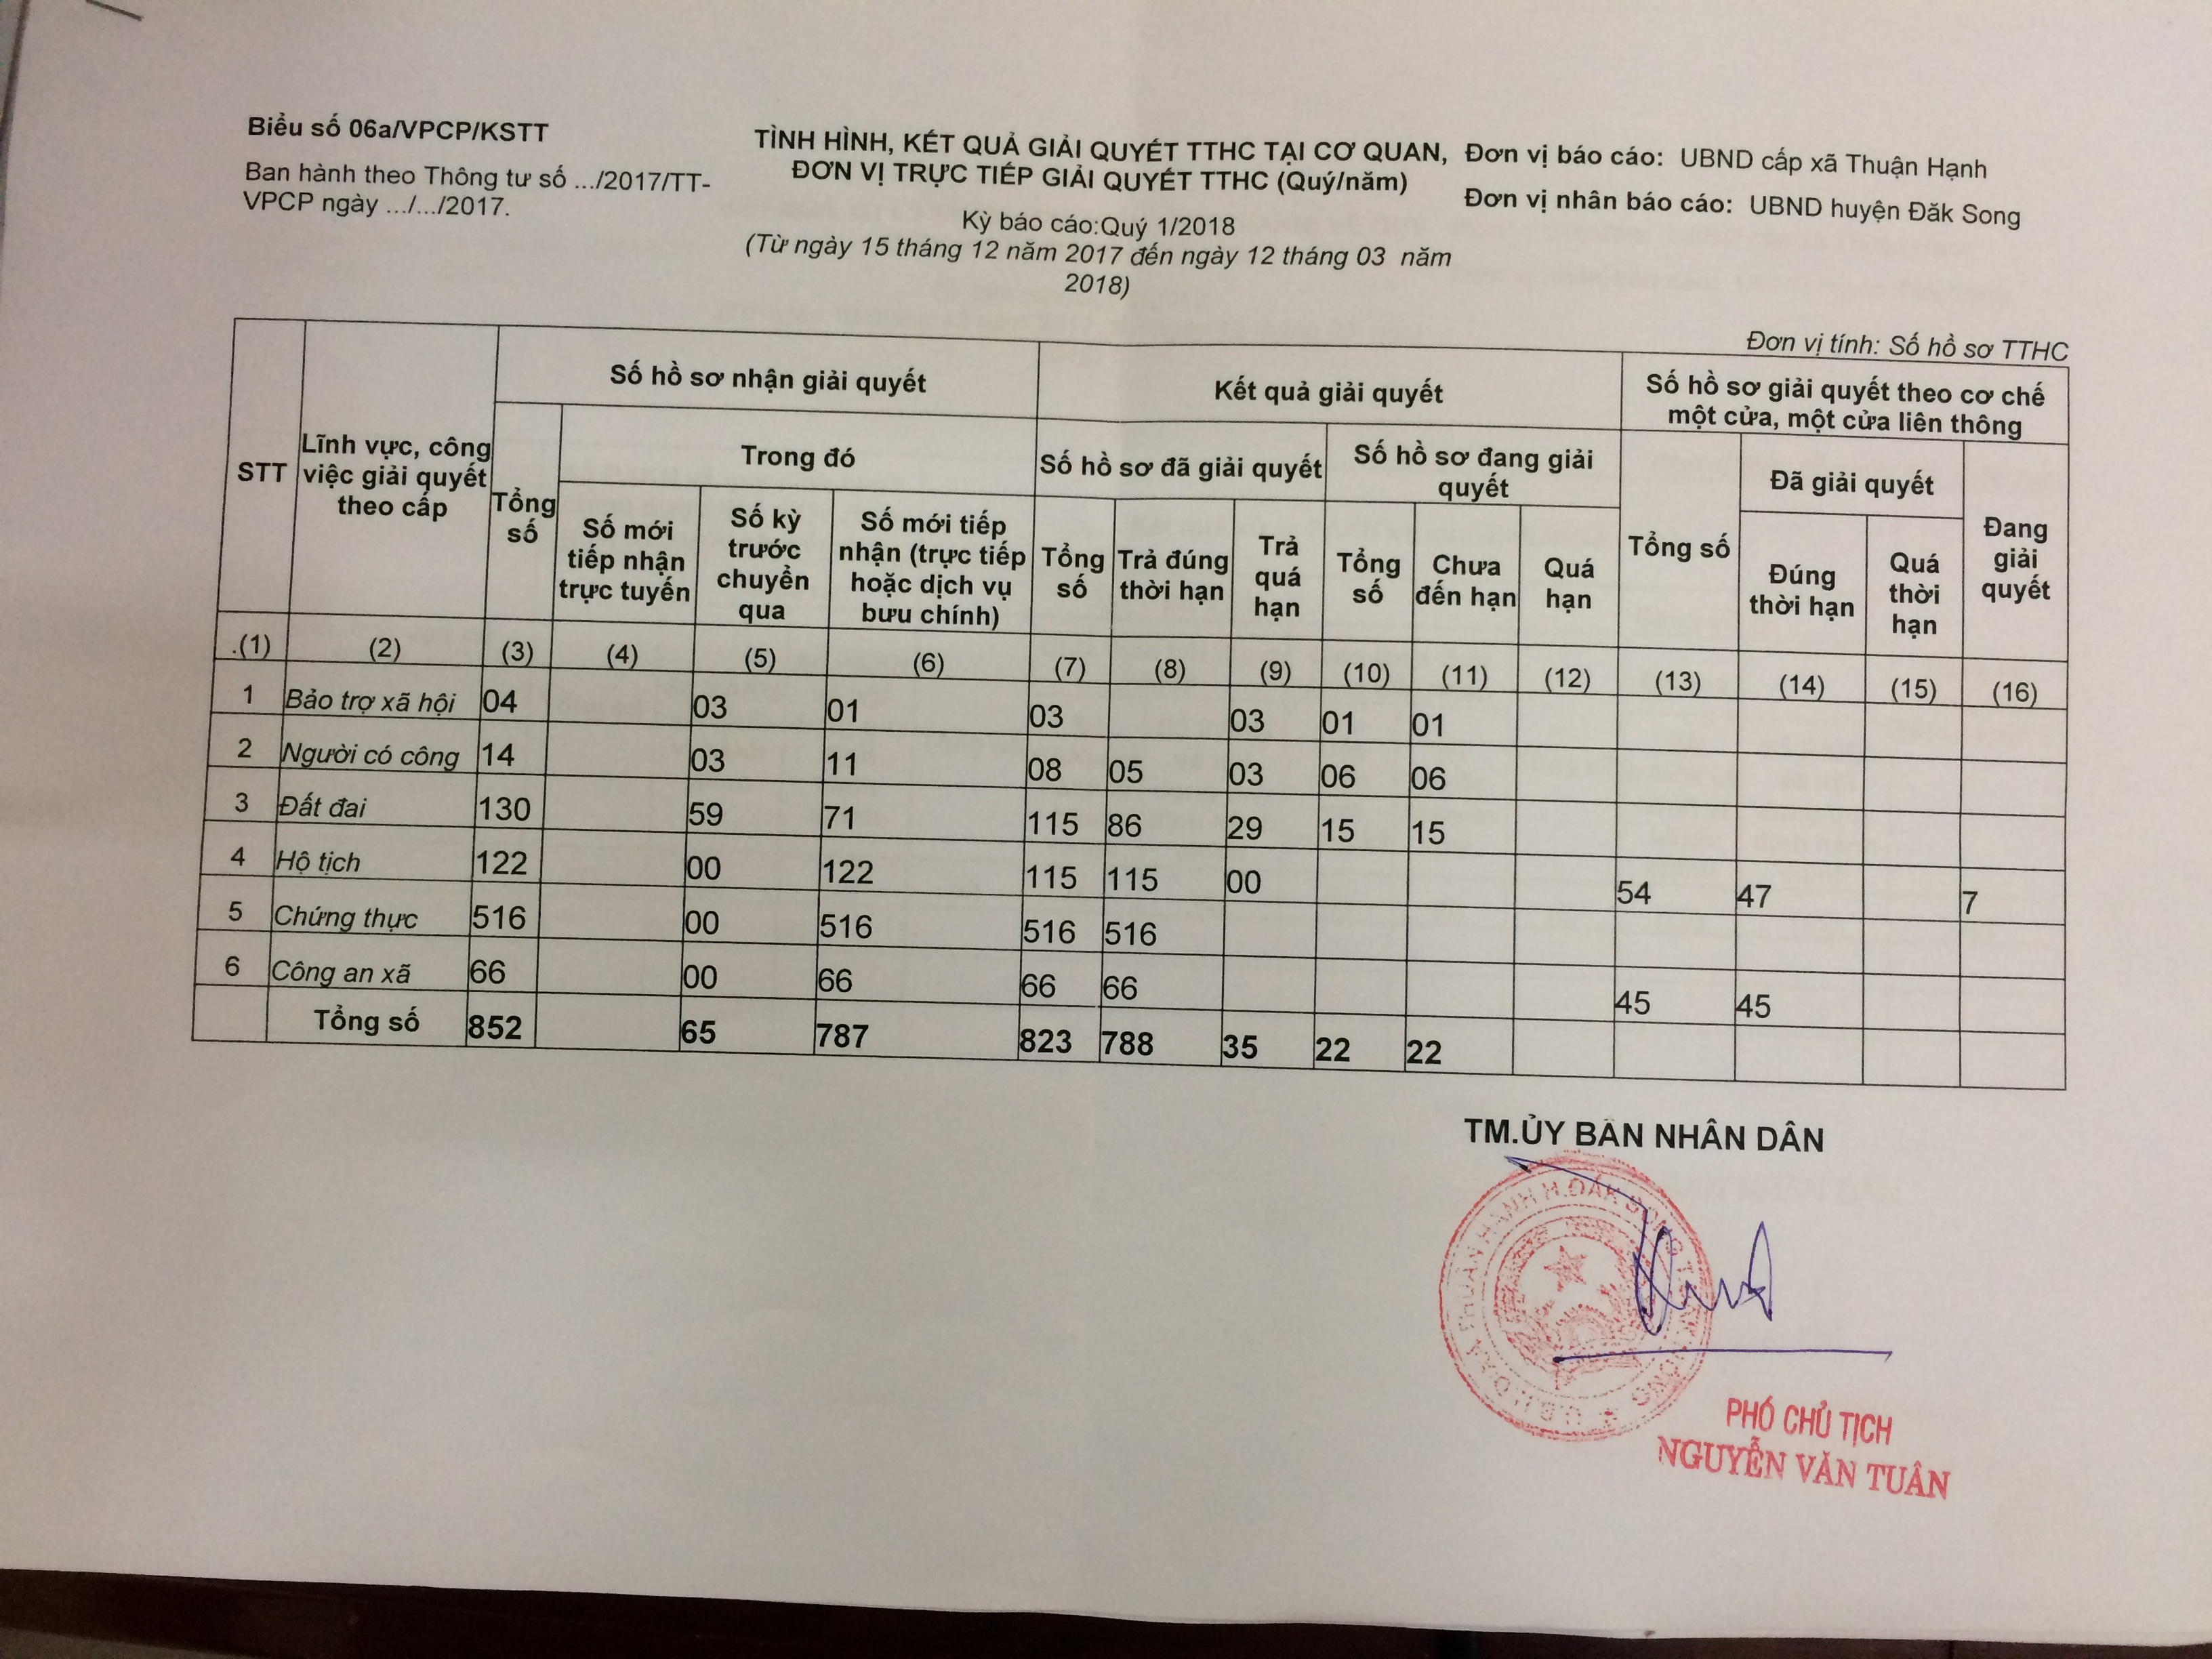 Biểu số 06a/VPCP/KSTT
Ban hành theo Thông tư số .../2017/TT-
VPCP ngày .../.../2017.
TÌNH HÌNH, KẾT QUẢ GIẢI QUYẾT TTHC TẠI CƠ QUAN,
ĐƠN VỊ TRỰC TIẾP GIẢI QUYẾT TTHC (Quý/năm)
Kỳ báo cáo:Quý 1/2018
(Từ ngày 15 tháng 12 năm 2017 đến ngày 12 tháng 03 năm
2018)
Đơn vị báo cáo: UBND cấp xã Thuận Hạnh
Đơn vị nhân báo cáo: UBND huyện Đăk Song
Đơn vị tính: Số hồ sơ TTHC
STT
Lĩnh vực, công
việc giải quyết
theo cấp
Số hồ sơ nhận giải quyết
Kết quả giải quyết
Số hồ sơ giải quyết theo cơ chế
một cửa, một cửa liên thông
Tổng
số
Trong đó
Số hồ sơ đã giải quyết
Số hồ sơ đang giải
quyết
Tổng số
Đã giải quyết
Đang
giải
quyết
Số mới
tiếp nhận
trực tuyến
Số kỳ
trước
chuyển
qua
Số mới tiếp
nhận (trực tiếp
hoặc dịch vụ
bưu chính)
Tổng
số
Trả đúng
thời hạn
Trả
quá
hạn
Tổng
số
Chưa
đến hạn
Quá
hạn
Đúng
thời hạn
Quá
thời
hạn
.(1) (2) (3) (4) (5) (6) (7) (8) (9) (10) (11) (12) (13) (14) (15) (16)
1 Bảo trợ xã hội 04 03 01 03 03 01 01
2 Người có công 14 03 11 08 05 03 06 06
3 Đất đai 130 59 71 115 86 29 15 15
4 Hộ tịch 122 00 122 115 115 00 54 47 7
5 Chứng thực 516 00 516 516 516
6 Công an xã 66 00 66 66 66 45 45
Tổng số 852 65 787 823 788 35 22 22
TM.ỦY BAN NHÂN DÂN
PHÓ CHỦ TỊCH
NGUYỄN VĂN TUÂN